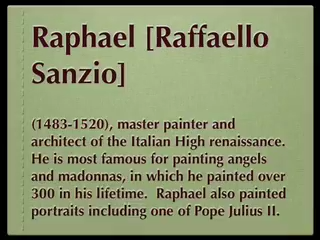 Raphael [Raffaello
Sanzio]
(1483-1520), master painter and
architect of the Italian High renaissance.
He is most famous for painting angels
and madonnas, in which he painted over
300 in his lifetime.  Raphael also painted
portraits including one of Pope Julius II.